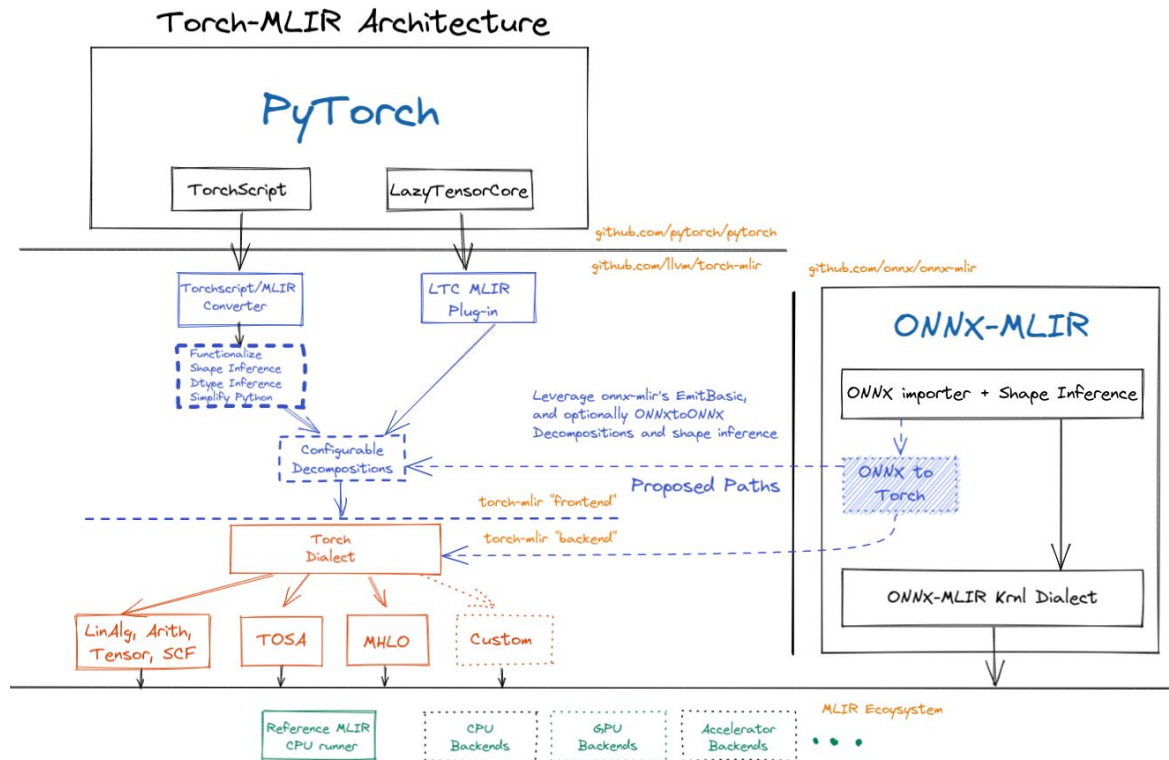 Torch-MLIR Architecture
PyTorch
TorchScript
LazyTensorCore
github.com/pytorch/pytorch
github.com/llvm/torch-mlir
github.com/onnx/onnx-mlir
Torchscript/MLIR
Converter
LTC MLIR
Plug-in
ONNX-MLIR
Functionalize
Shape Inference
Dtype Inference
Simplify Python
ONNX importer + Shape Inference
Leverage onnx-mlir's EmitBasic,
and optionally ONNXtoONNX
Decompositions and shape inference
Configurable
Decompositions
ONNX to
Torch
Proposed Paths
torch-mlir "frontend"
torch-mlir "backend"
Torch
Dialect
ONNX-MLIR Krnl Dialect
LinAlg, Arith,
Tensor, SCF
TOSA
MHLO
Custom
MLIR Ecoysystem
Reference MLIR
CPU runner
CPU
Backends
GPU
Backends
Accelerator
Backends
• • •